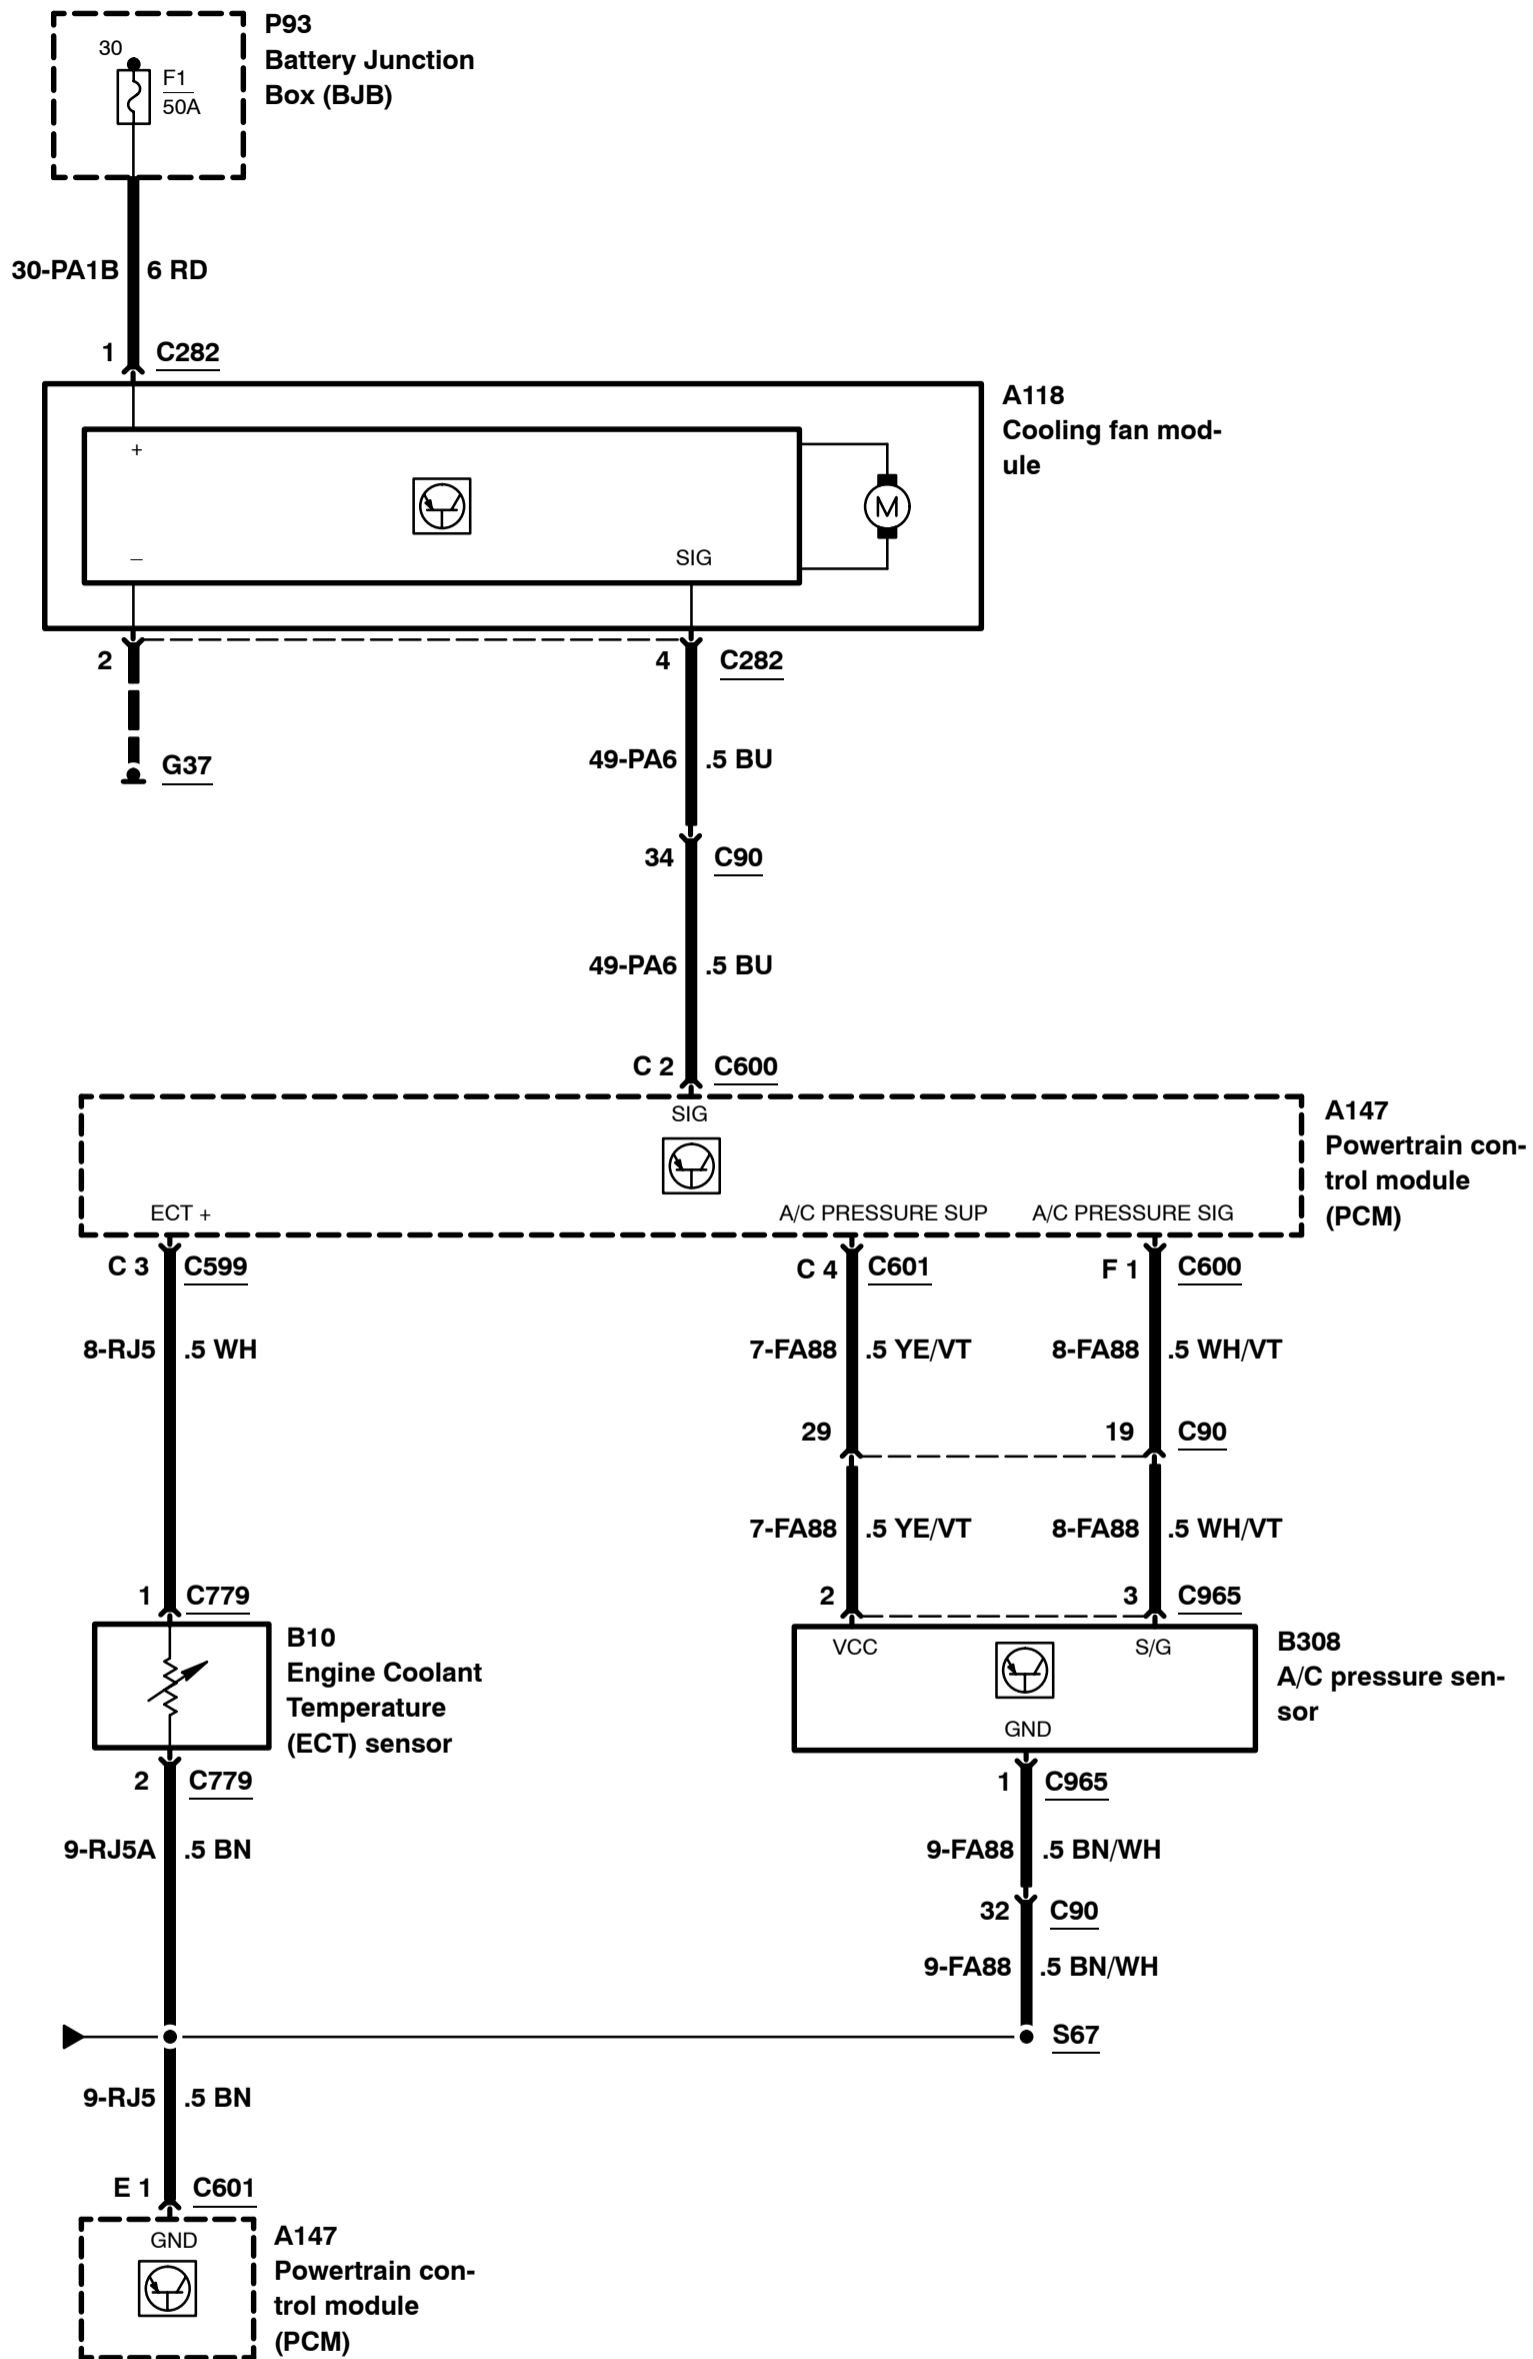 P93
Battery Junction
Box (BJB)
30
F1
50A
30-PA1B 6 RD
1 C282
A118
Cooling fan mod-
ule
+
M
–
SIG
2 4 C282
G37
49-PA6 .5 BU
34 C90
49-PA6 .5 BU
C 2 C600
SIG
A147
Powertrain con-
trol module
(PCM)
ECT + A/C PRESSURE SUP A/C PRESSURE SIG
C 3 C599 C 4 C601 F 1 C600
8-RJ5 .5 WH 7-FA88 .5 YE/VT 8-FA88 .5 WH/VT
29 19 C90
7-FA88 .5 YE/VT 8-FA88 .5 WH/VT
1 C779 2 3 C965
B10
Engine Coolant
Temperature
(ECT) sensor
VCC S/G
GND
B308
A/C pressure sen-
sor
2 C779 1 C965
9-RJ5A .5 BN 9-FA88 .5 BN/WH
32 C90
9-FA88 .5 BN/WH
S67
9-RJ5 .5 BN
E 1 C601
GND
A147
Powertrain con-
trol module
(PCM)